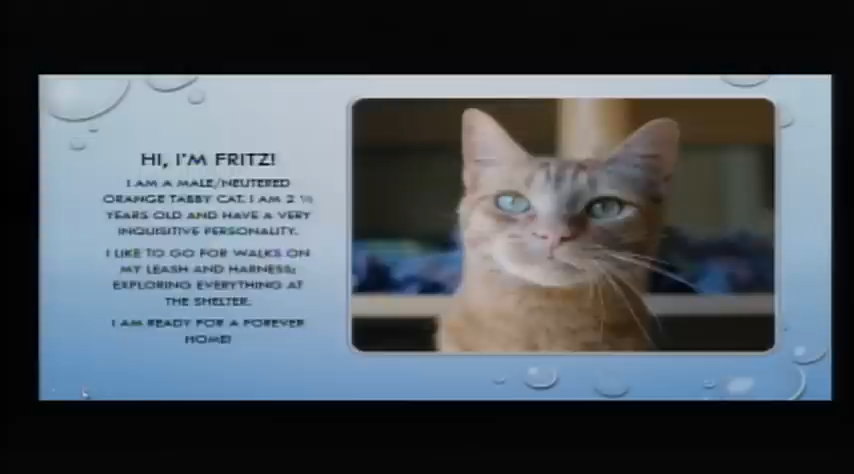 HI, I'M FRITZ!
I AM A MALE/NEUTERED
ORANGE TABBY CAT. I AM 2 ½
YEARS OLD AND HAVE A VERY
INQUISITIVE PERSONALITY.
I LIKE TO GO FOR WALKS ON
MY LEASH AND HARNESS;
EXPLORING EVERYTHING AT
THE SHELTER.
I AM READY FOR A FOREVER
HOME!